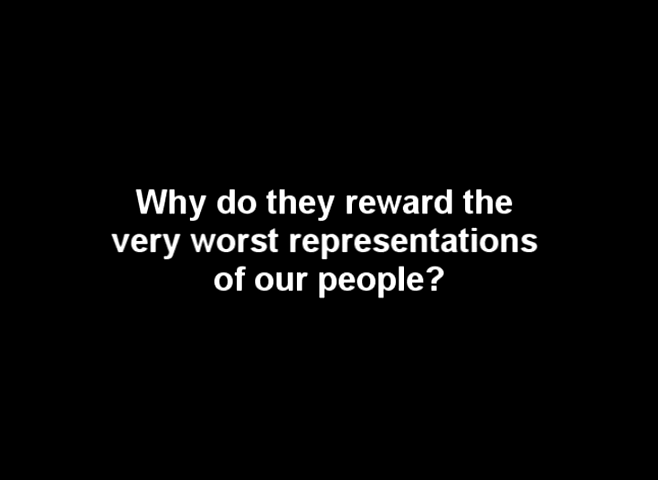 Why do they reward the
very worst representations
of our people?